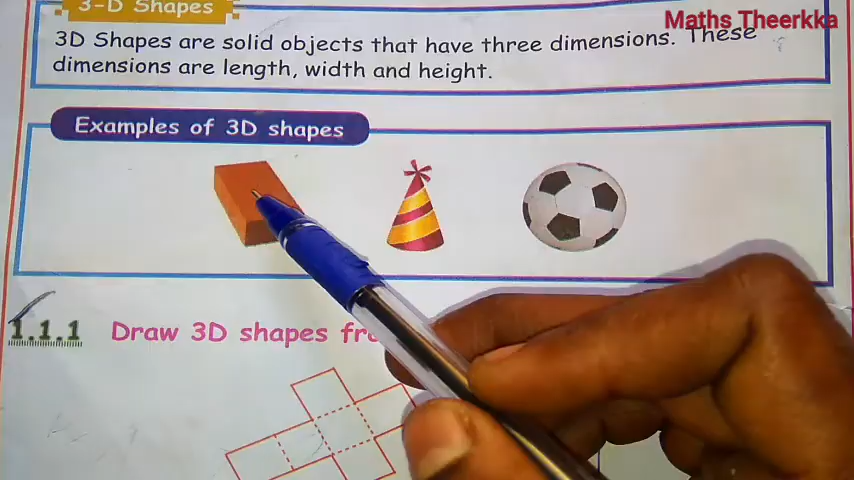 3-D Shapes
Maths Theerkka
3D Shapes are solid objects that have three dimensions. These
dimensions are length, width and height.
Examples of 3D shapes
1.1.1 Draw 3D shapes